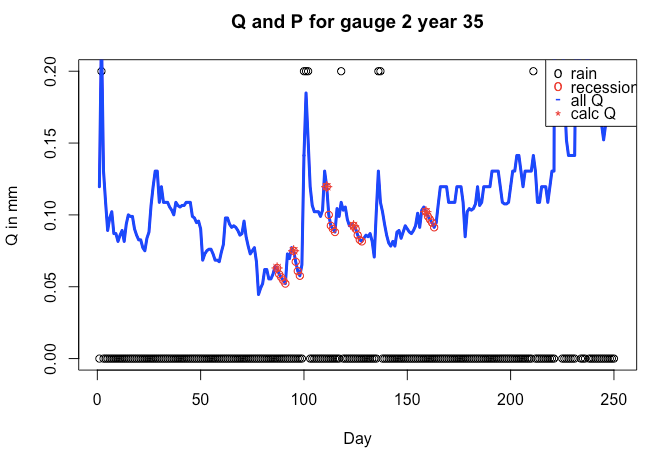 Q and P for gauge 2 year 35
Q in mm
0.20
0.15
0.10
0.05
0.00
o rain
o recession
- all Q
* calc Q
0 50 100 150 200 250
Day